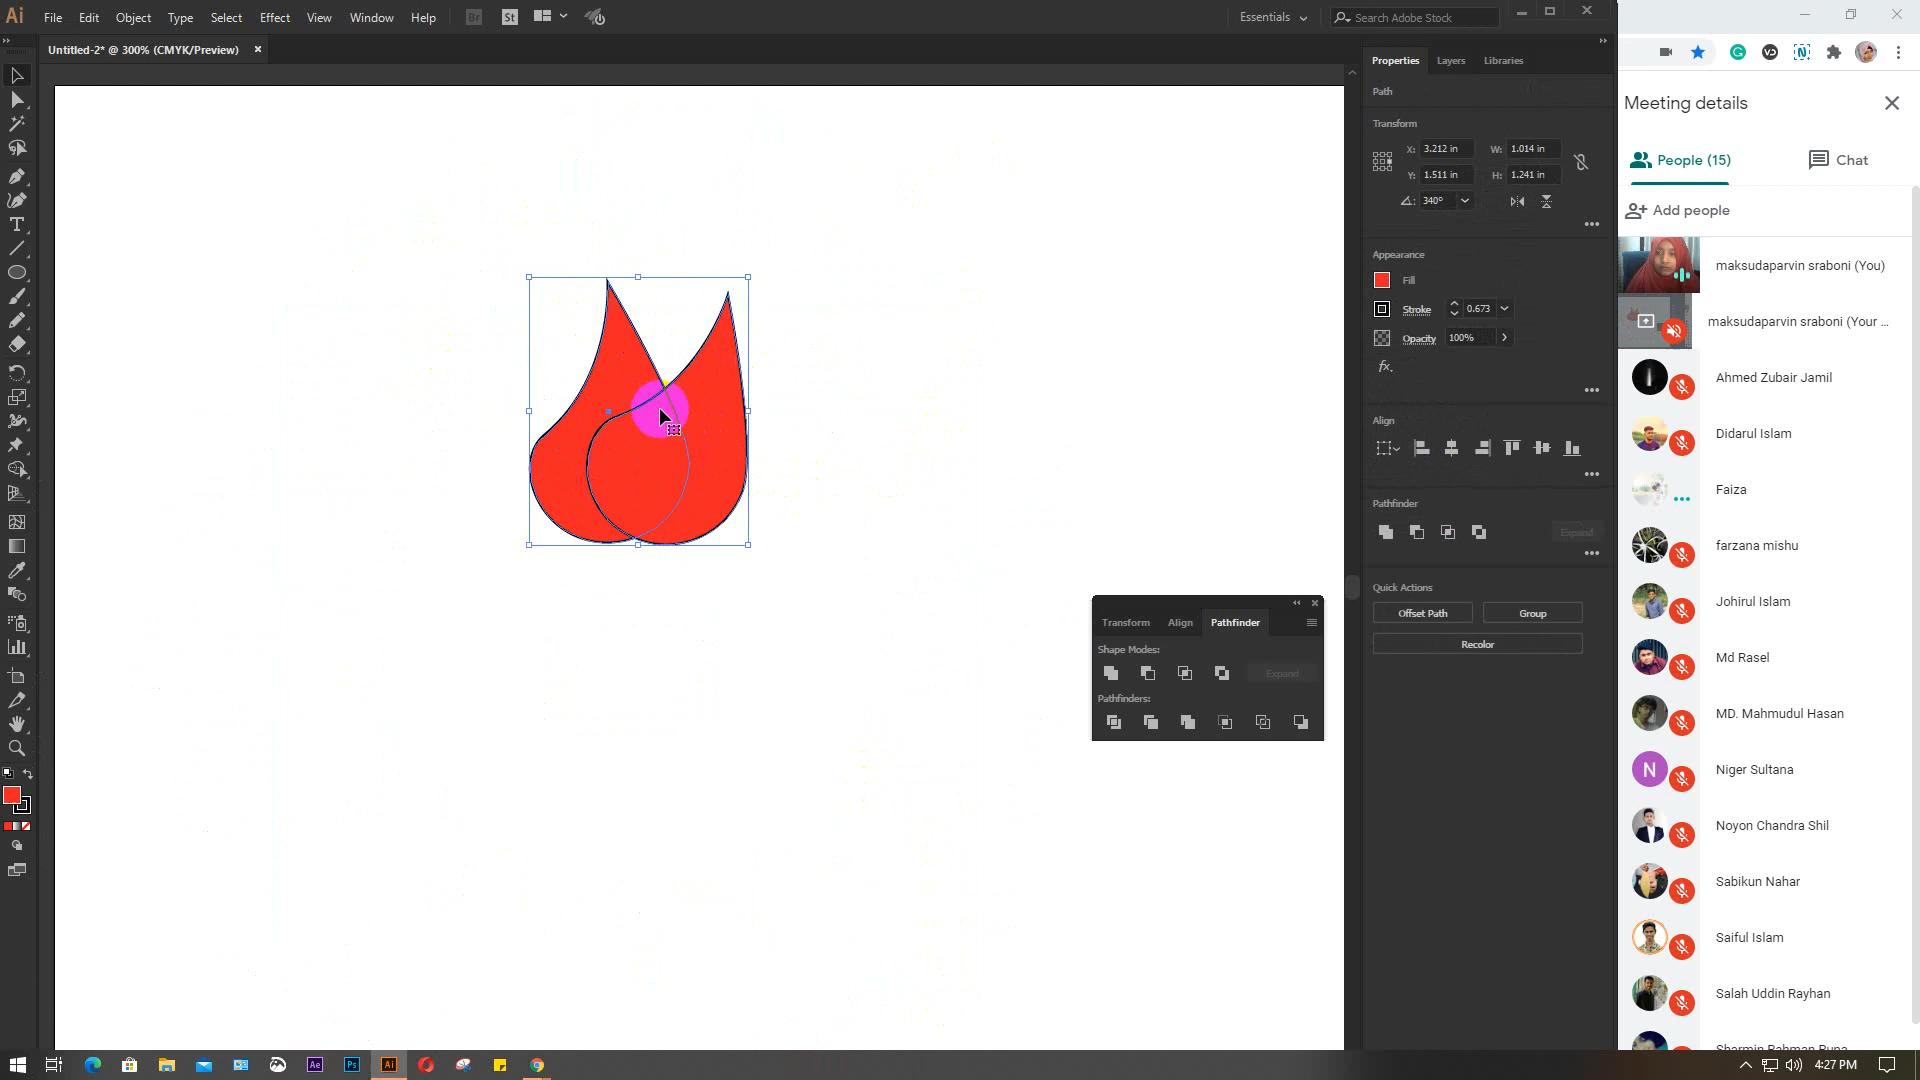 Ai File Edit Object Type Select Effect View Window Help Br St Essentials Search Adobe Stock
Untitled-2* @ 300% (CMYK/Preview) ×
Properties Layers Libraries
Path
Transform
X: 3.212 in W: 1.014 in
Y: 1.511 in H: 1.241 in
340°
Appearance
Fill
Stroke 0.673
Opacity 100%
fx.
Align
Pathfinder
Expand
Quick Actions
Offset Path Group
Recolor
Transform Align Pathfinder
Shape Modes:
Expand
Pathfinders:
Meeting details
People (15) Chat
Add people
maksudaparvin sraboni (You)
maksudaparvin sraboni (Your ...
Ahmed Zubair Jamil
Didarul Islam
Faiza
farzana mishu
Johirul Islam
Md Rasel
MD. Mahmudul Hasan
N Niger Sultana
Noyon Chandra Shil
Sabikun Nahar
Saiful Islam
Salah Uddin Rayhan
Ae Ps Ai 4:27 PM